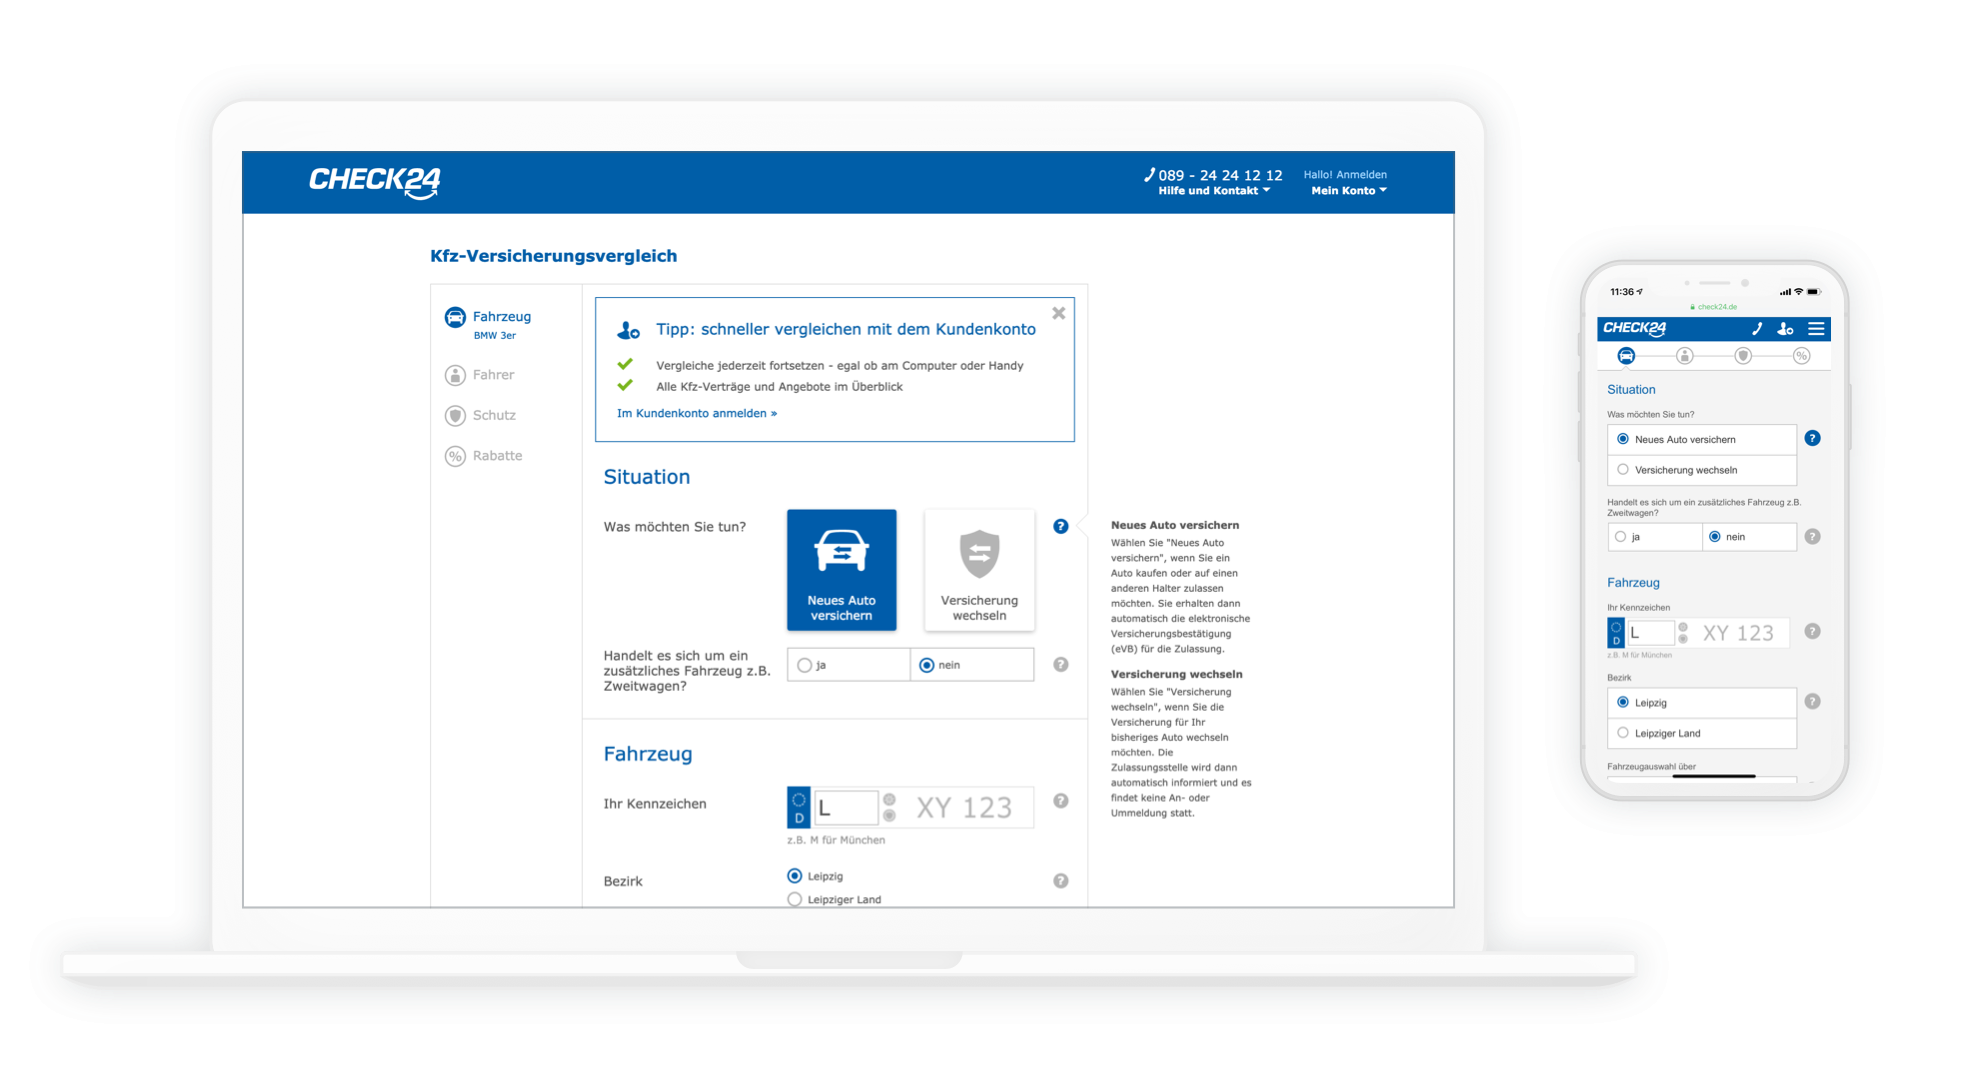 CHECK24
089 - 24 24 12 12
Hilfe und Kontakt
Hallo! Anmelden
Mein Konto
Kfz-Versicherungsvergleich
Fahrzeug
BMW 3er
Fahrer
Schutz
% Rabatte
Tipp: schneller vergleichen mit dem Kundenkonto
Vergleiche jederzeit fortsetzen - egal ob am Computer oder Handy
Alle Kfz-Verträge und Angebote im Überblick
Im Kundenkonto anmelden »
Situation
Was möchten Sie tun?
Neues Auto
versichern
Versicherung
wechseln
?
Handelt es sich um ein
zusätzliches Fahrzeug z.B.
Zweitwagen?
ja
nein
?
Fahrzeug
Ihr Kennzeichen
D
L
XY 123
?
z.B. M für München
Bezirk
Leipzig
?
Leipziger Land
Neues Auto versichern
Wählen Sie "Neues Auto
versichern", wenn Sie ein
Auto kaufen oder auf einen
anderen Halter zulassen
möchten. Sie erhalten dann
automatisch die elektronische
Versicherungsbestätigung
(eVB) für die Zulassung.
Versicherung wechseln
Wählen Sie "Versicherung
wechseln", wenn Sie die
Versicherung für Ihr
bisheriges Auto wechseln
möchten. Die
Zulassungsstelle wird dann
automatisch informiert und es
findet keine An- oder
Ummeldung statt.
11:36
check24.de
CHECK24
%
Situation
Was möchten Sie tun?
Neues Auto versichern
?
Versicherung wechseln
Handelt es sich um ein zusätzliches Fahrzeug z.B.
Zweitwagen?
ja
nein
?
Fahrzeug
Ihr Kennzeichen
D
L
XY 123
?
z.B. M für München
Bezirk
Leipzig
?
Leipziger Land
Fahrzeugauswahl über